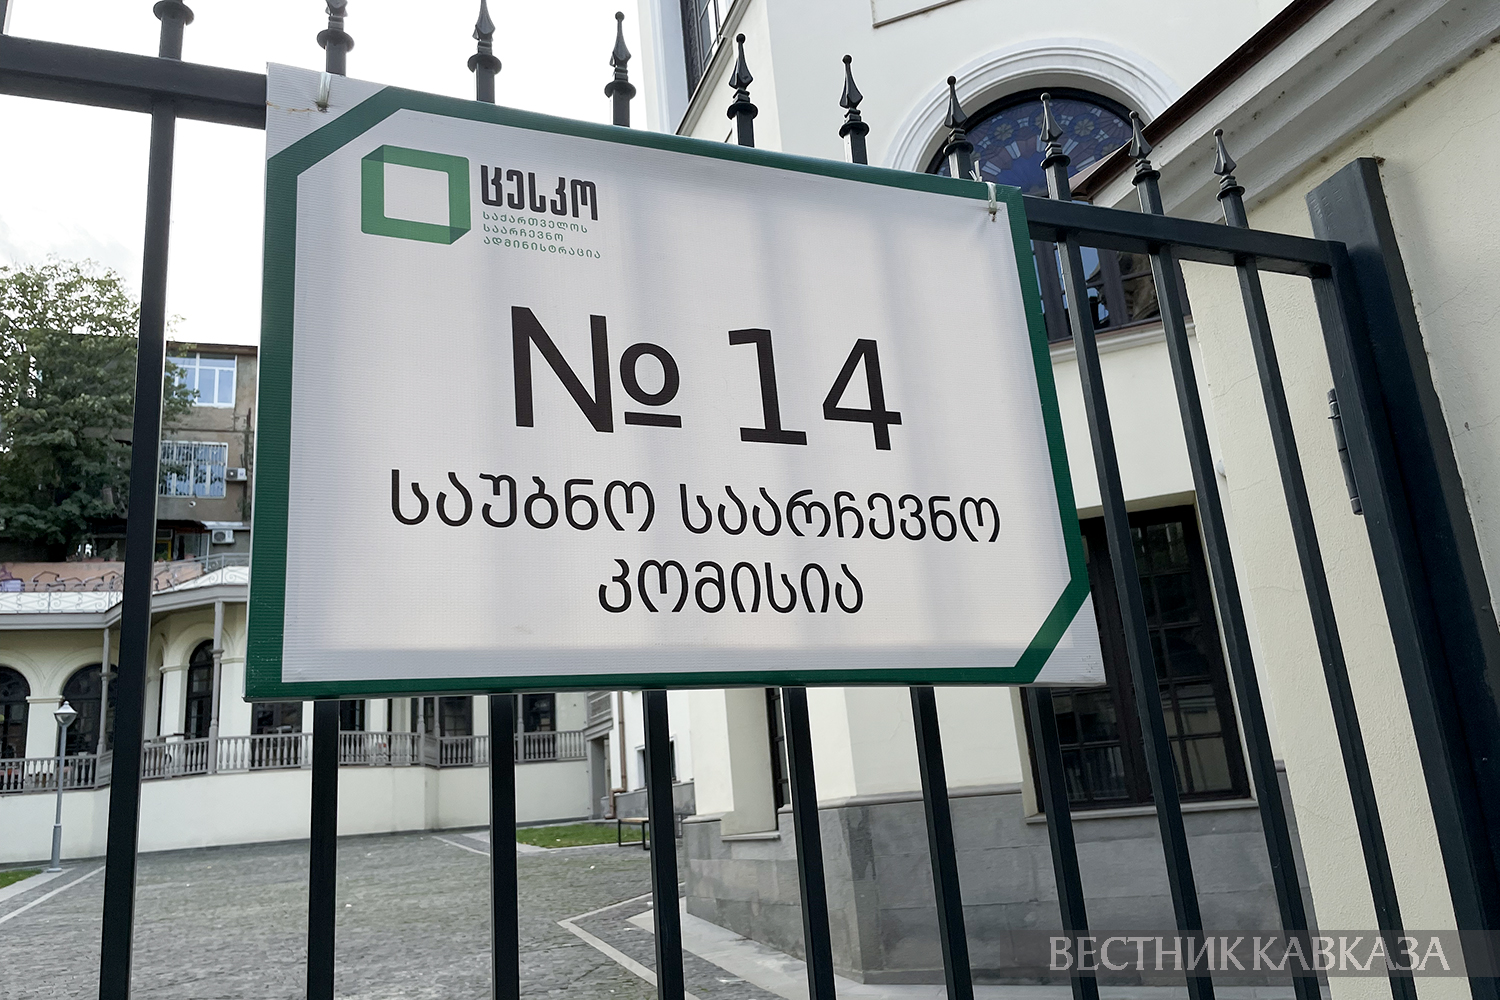 ცესკო
საქართველოს
საარჩევნო
ადმინისტრაცია
№ 14
საუბნო საარჩევნო
კომისია
ВЕСТНИК КАВКАЗА